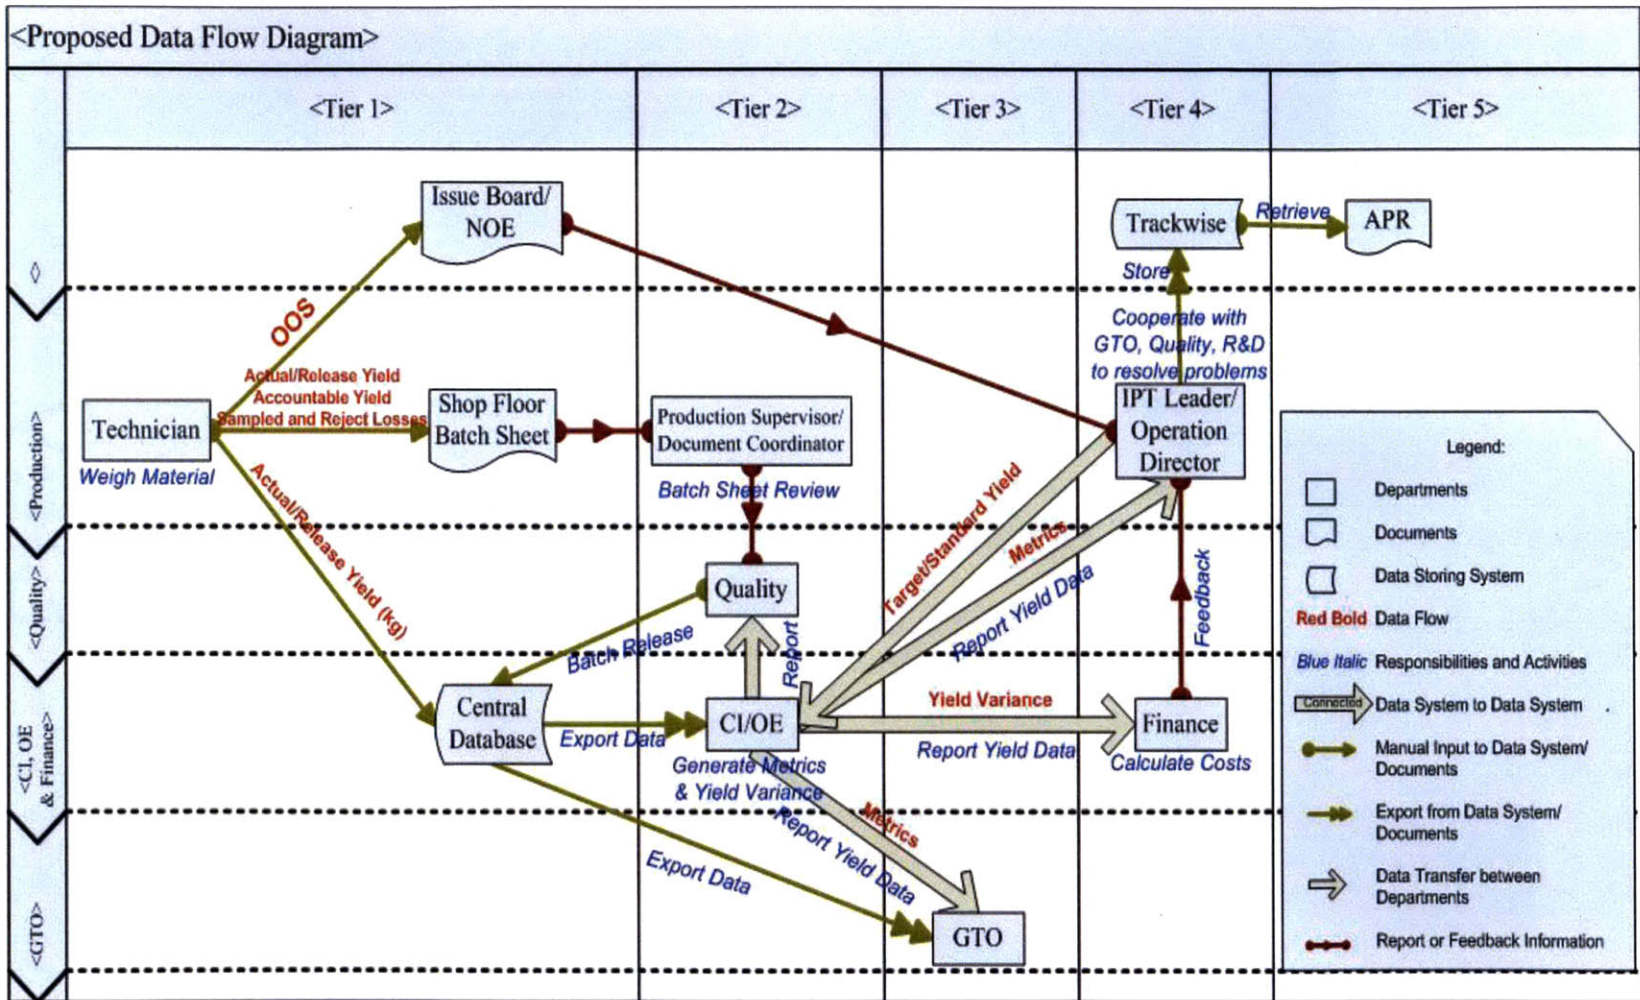 <Proposed Data Flow Diagram>
<Tier 1>
<Tier 2>
<Tier 3>
<Tier 4>
<Tier 5>
<>
<Production>
<Quality>
<CI, OE
& Finance>
<GTO>
Issue Board/
NOE
Trackwise
Retrieve
APR
Store
OOS
Cooperate with
GTO, Quality, R&D
to resolve problems
Actual/Release Yield
Accountable Yield
Sampled and Reject Losses
Technician
Weigh Material
Shop Floor
Batch Sheet
Production Supervisor/
Document Coordinator
Batch Sheet Review
IPT Leader/
Operation
Director
Actual/Release Yield (kg)
Target/Standard Yield
Metrics
Report Yield Data
Feedback
Quality
Batch Release
Report
Central
Database
Export Data
CI/OE
Generate Metrics
& Yield Variance
Yield Variance
Report Yield Data
Finance
Calculate Costs
Metrics
Report Yield Data
Export Data
GTO
Legend:
Departments
Documents
Data Storing System
Red Bold Data Flow
Blue Italic Responsibilities and Activities
Connected Data System to Data System
Manual Input to Data System/
Documents
Export from Data System/
Documents
Data Transfer between
Departments
Report or Feedback Information